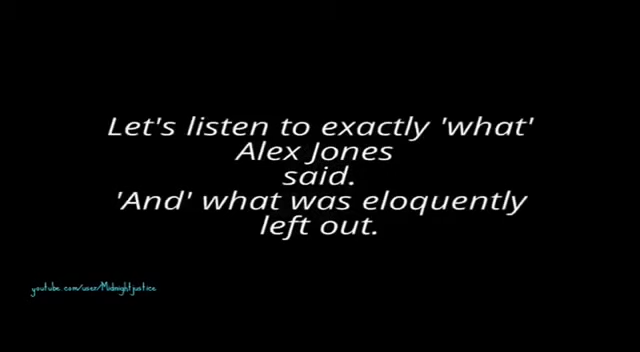 Let's listen to exactly 'what'
Alex Jones
said.
'And' what was eloquently
left out.
youtube.com/user/Midnightjustice